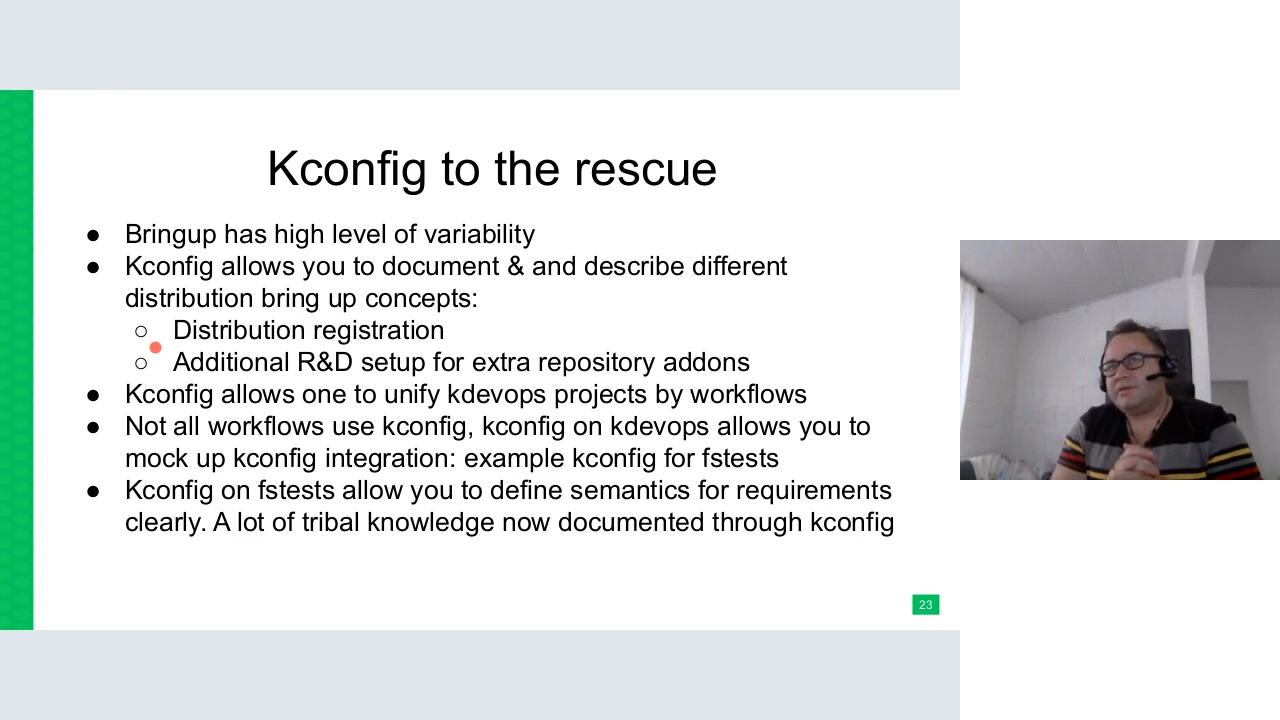 Kconfig to the rescue
● Bringup has high level of variability
● Kconfig allows you to document & and describe different
distribution bring up concepts:
○ Distribution registration
○ Additional R&D setup for extra repository addons
● Kconfig allows one to unify kdevops projects by workflows
● Not all workflows use kconfig, kconfig on kdevops allows you to
mock up kconfig integration: example kconfig for fstests
● Kconfig on fstests allow you to define semantics for requirements
clearly. A lot of tribal knowledge now documented through kconfig
23